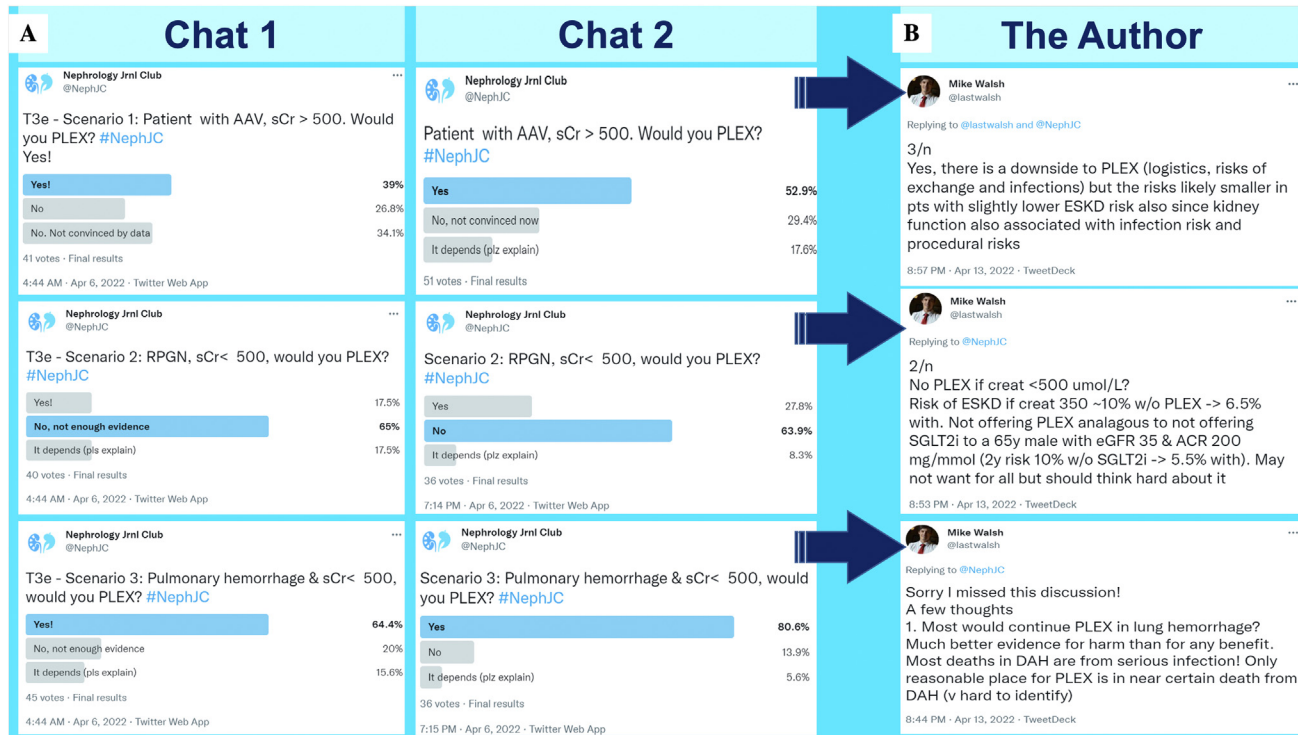 A
Chat 1
Nephrology Jrnl Club
@NephJC
T3e - Scenario 1: Patient with AAV, sCr > 500. Would
you PLEX? #NephJC
Yes!
Yes! 39%
No 26.8%
No. Not convinced by data 34.1%
41 votes · Final results
4:44 AM · Apr 6, 2022 · Twitter Web App
Nephrology Jrnl Club
@NephJC
T3e - Scenario 2: RPGN, sCr< 500, would you PLEX?
#NephJC
Yes! 17.5%
No, not enough evidence 65%
It depends (pls explain) 17.5%
40 votes · Final results
4:44 AM · Apr 6, 2022 · Twitter Web App
Nephrology Jrnl Club
@NephJC
T3e - Scenario 3: Pulmonary hemorrhage & sCr< 500,
would you PLEX? #NephJC
Yes! 64.4%
No, not enough evidence 20%
It depends (pls explain) 15.6%
45 votes · Final results
4:44 AM · Apr 6, 2022 · Twitter Web App
Chat 2
Nephrology Jrnl Club
@NephJC
Patient with AAV, sCr > 500. Would you PLEX?
#NephJC
Yes 52.9%
No, not convinced now 29.4%
It depends (plz explain) 17.6%
51 votes · Final results
Nephrology Jrnl Club
@NephJC
Scenario 2: RPGN, sCr< 500, would you PLEX?
#NephJC
Yes 27.8%
No 63.9%
It depends (plz explain) 8.3%
36 votes · Final results
7:14 PM · Apr 6, 2022 · Twitter Web App
Nephrology Jrnl Club
@NephJC
Scenario 3: Pulmonary hemorrhage & sCr< 500, would
you PLEX? #NephJC
Yes 80.6%
No 13.9%
It depends (plz explain) 5.6%
36 votes · Final results
7:15 PM · Apr 6, 2022 · Twitter Web App
B
The Author
Mike Walsh
@lastwalsh
Replying to @lastwalsh and @NephJC
3/n
Yes, there is a downside to PLEX (logistics, risks of
exchange and infections) but the risks likely smaller in
pts with slightly lower ESKD risk also since kidney
function also associated with infection risk and
procedural risks
8:57 PM · Apr 13, 2022 · TweetDeck
Mike Walsh
@lastwalsh
Replying to @NephJC
2/n
No PLEX if creat <500 umol/L?
Risk of ESKD if creat 350 ~10% w/o PLEX -> 6.5%
with. Not offering PLEX analagous to not offering
SGLT2i to a 65y male with eGFR 35 & ACR 200
mg/mmol (2y risk 10% w/o SGLT2i -> 5.5% with). May
not want for all but should think hard about it
8:53 PM · Apr 13, 2022 · TweetDeck
Mike Walsh
@lastwalsh
Replying to @NephJC
Sorry I missed this discussion!
A few thoughts
1. Most would continue PLEX in lung hemorrhage?
Much better evidence for harm than for any benefit.
Most deaths in DAH are from serious infection! Only
reasonable place for PLEX is in near certain death from
DAH (v hard to identify)
8:44 PM · Apr 13, 2022 · TweetDeck